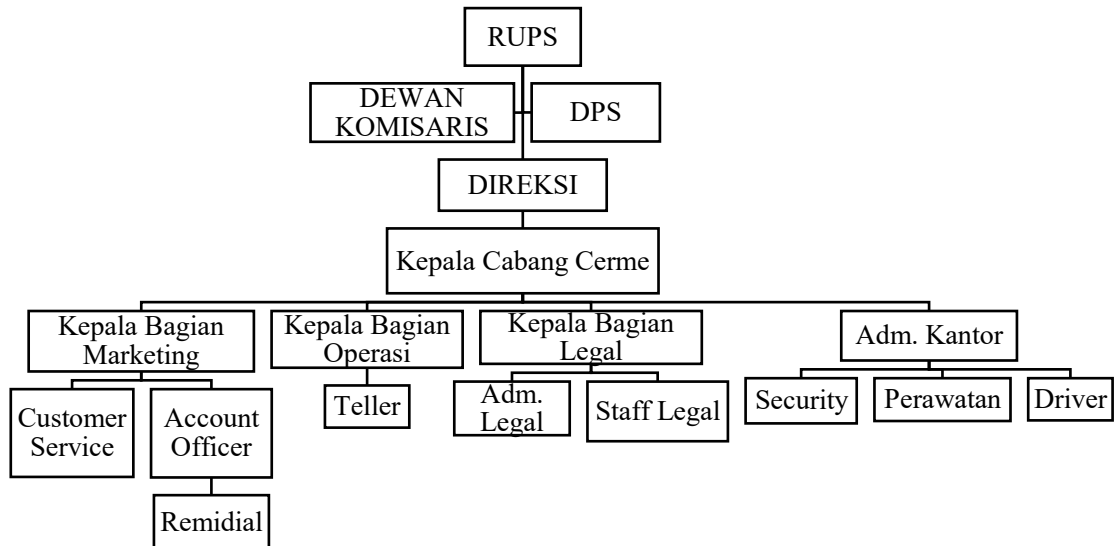 RUPS
DEWAN
KOMISARIS
DPS
DIREKSI
Kepala Cabang Cerme
Kepala Bagian
Marketing
Kepala Bagian
Operasi
Kepala Bagian
Legal
Adm. Kantor
Customer
Service
Account
Officer
Teller
Adm.
Legal
Staff Legal
Security
Perawatan
Driver
Remidial